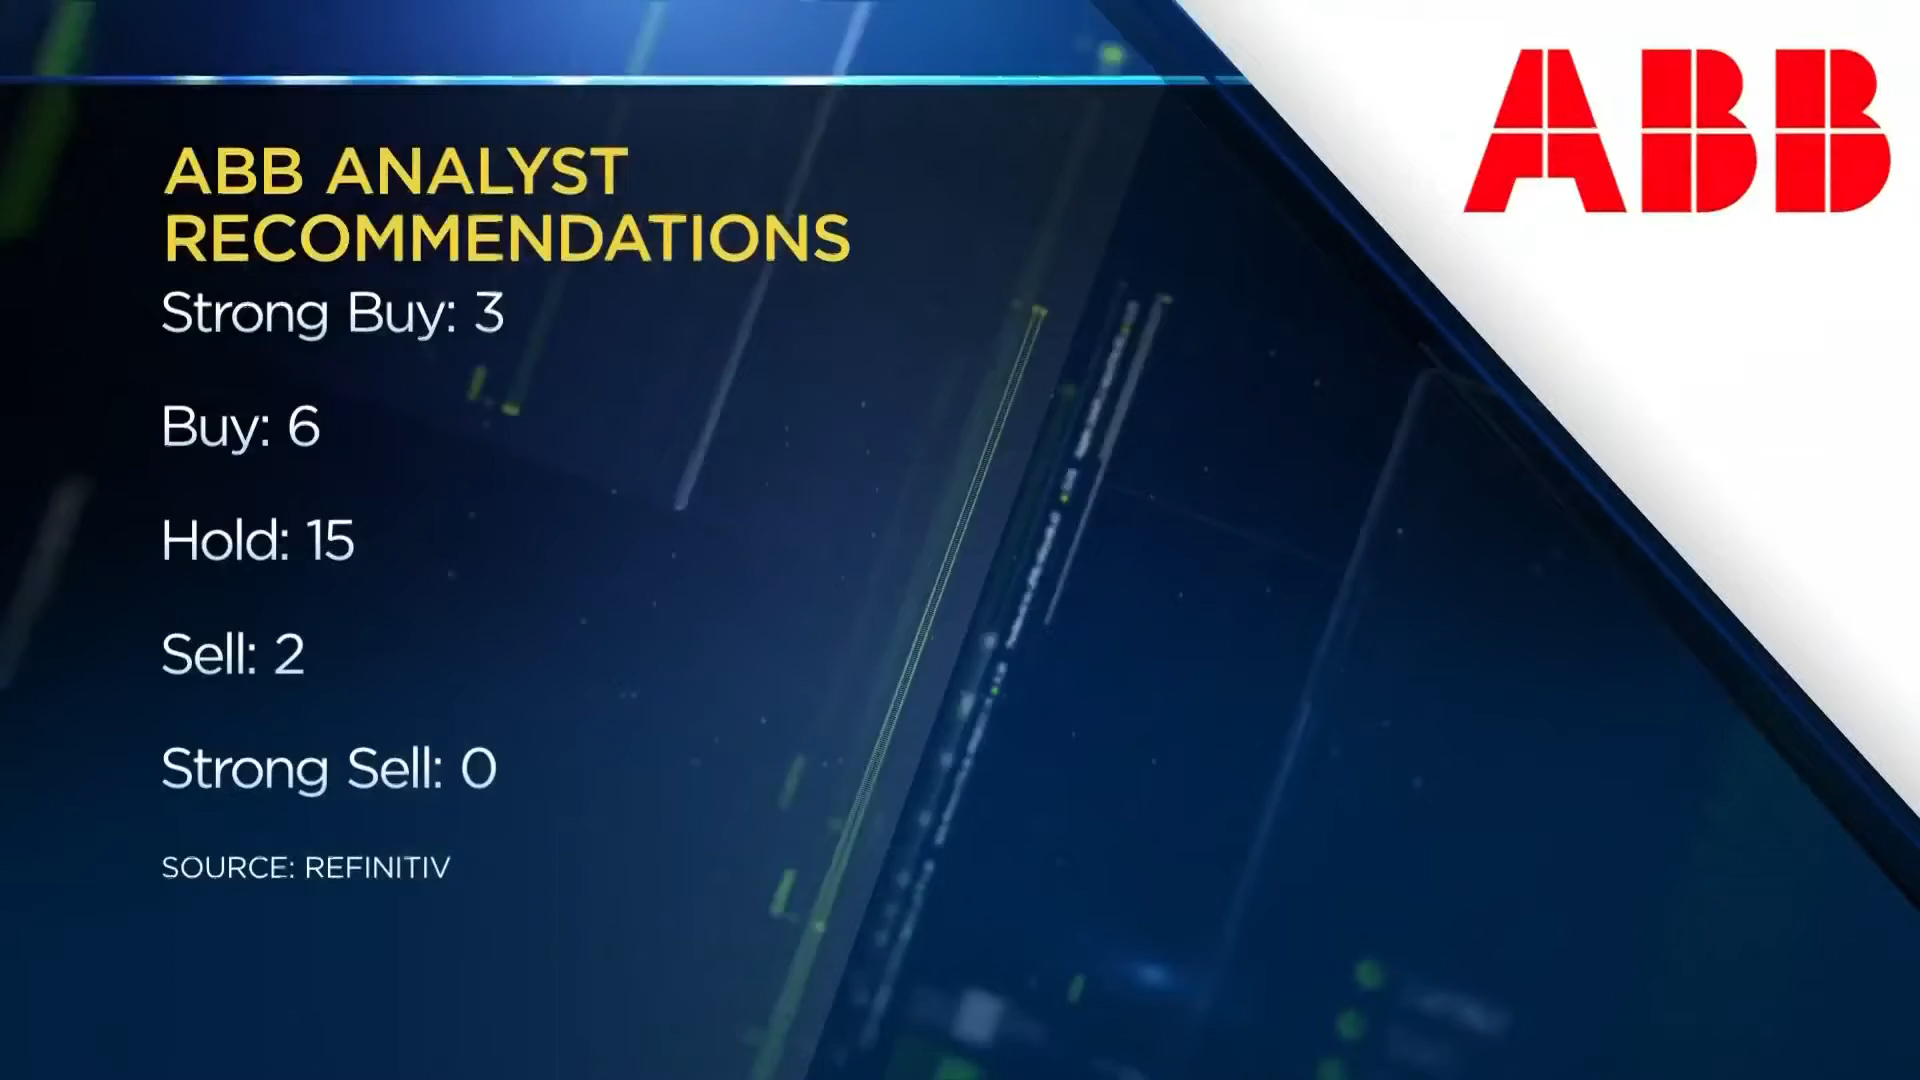 ABB
ABB ANALYST
RECOMMENDATIONS
Strong Buy: 3
Buy: 6
Hold: 15
Sell: 2
Strong Sell: 0
SOURCE: REFINITIV